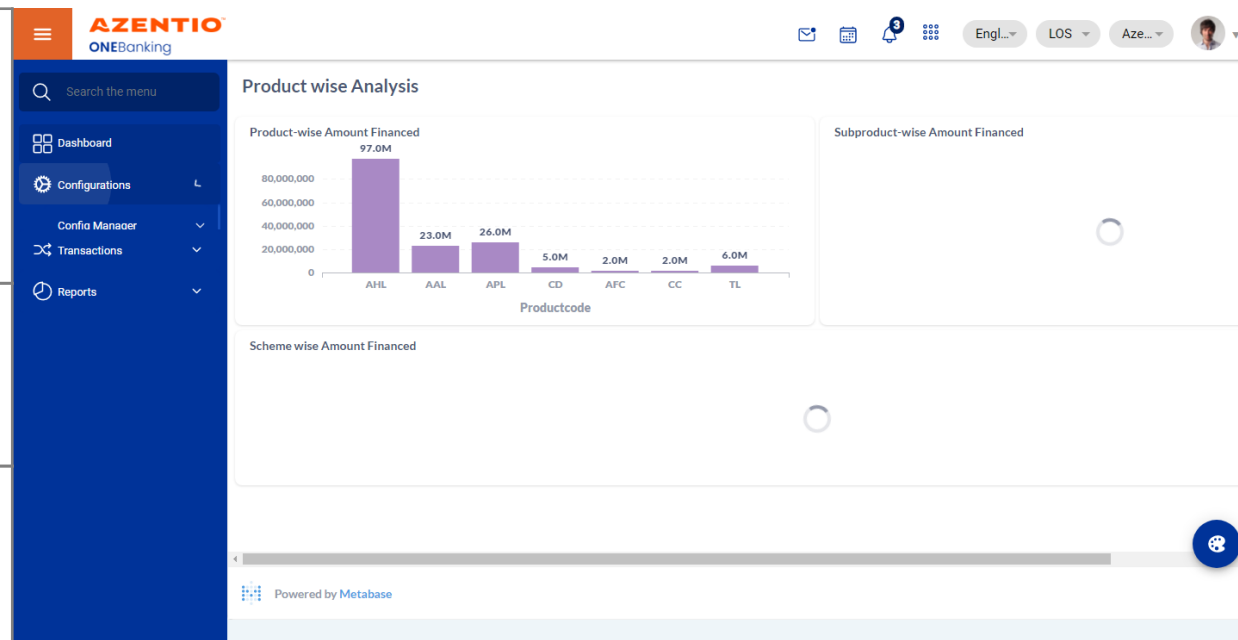 AZENTIO
ONEBanking
3
Engl...
LOS
Aze...
Search the menu
Dashboard
Configurations
Config Manager
Transactions
Reports
Product wise Analysis
Product-wise Amount Financed
97.0M
80,000,000
60,000,000
40,000,000
20,000,000
0
23.0M
26.0M
5.0M
2.0M
2.0M
6.0M
AHL AAL APL CD AFC CC TL
Productcode
Subproduct-wise Amount Financed
Scheme wise Amount Financed
Powered by Metabase